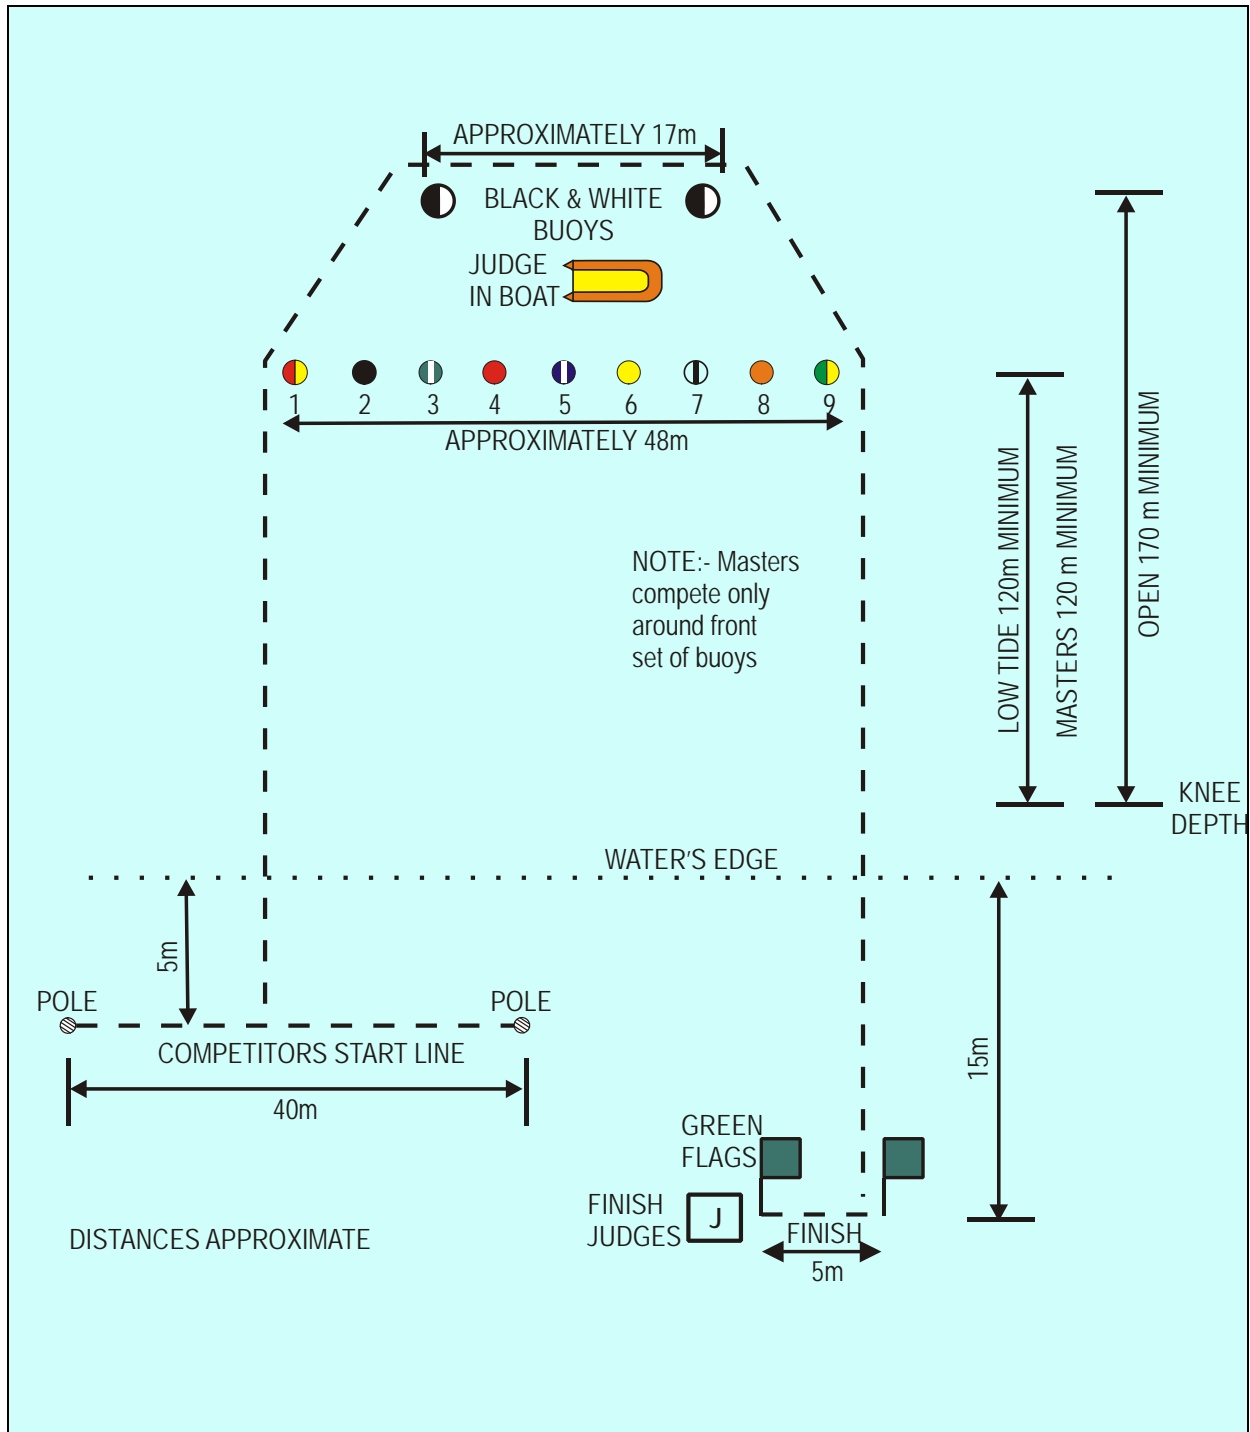 APPROXIMATELY 17m
BLACK & WHITE
BUOYS
JUDGE
IN BOAT
1 2 3 4 5 6 7 8 9
APPROXIMATELY 48m
NOTE:- Masters
compete only
around front
set of buoys
LOW TIDE 120m MINIMUM
MASTERS 120 m MINIMUM
OPEN 170 m MINIMUM
KNEE
DEPTH
WATER'S EDGE
5m
POLE
POLE
COMPETITORS START LINE
40m
15m
GREEN
FLAGS
FINISH
JUDGES
J
FINISH
5m
DISTANCES APPROXIMATE